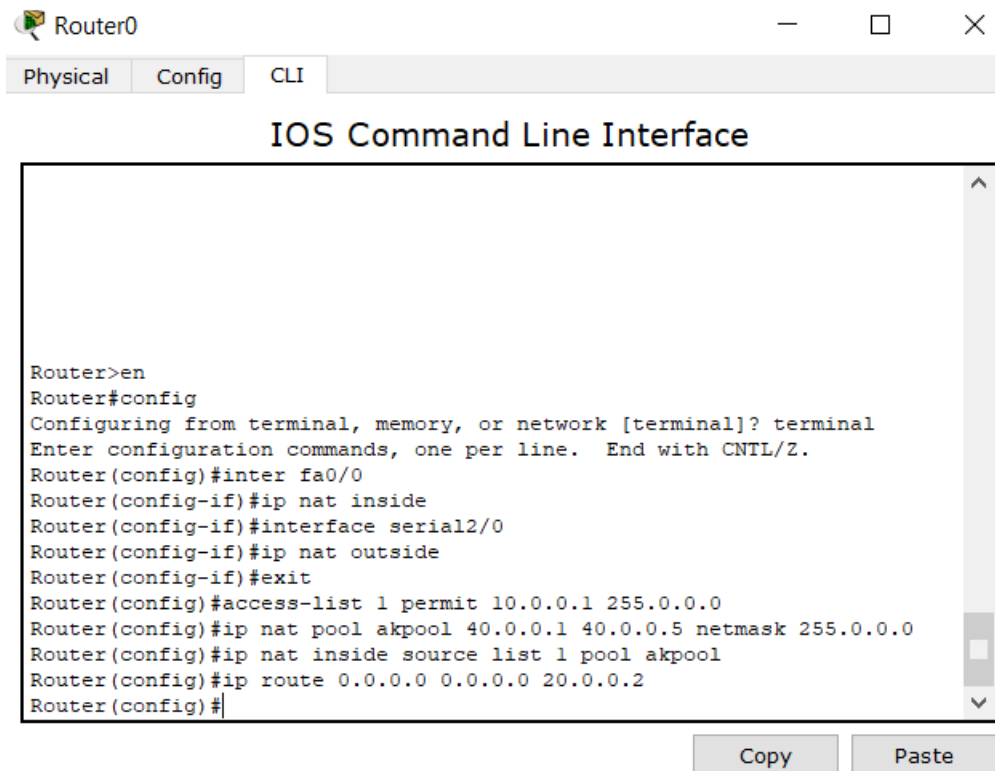 Router0
Physical Config CLI
IOS Command Line Interface
Router>en
Router#config
Configuring from terminal, memory, or network [terminal]? terminal
Enter configuration commands, one per line.  End with CNTL/Z.
Router(config)#inter fa0/0
Router(config-if)#ip nat inside
Router(config-if)#interface serial2/0
Router(config-if)#ip nat outside
Router(config-if)#exit
Router(config)#access-list 1 permit 10.0.0.1 255.0.0.0
Router(config)#ip nat pool akpool 40.0.0.1 40.0.0.5 netmask 255.0.0.0
Router(config)#ip nat inside source list 1 pool akpool
Router(config)#ip route 0.0.0.0 0.0.0.0 20.0.0.2
Router(config)#
Copy Paste